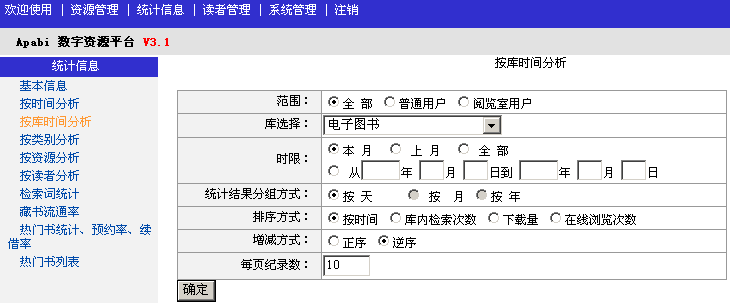 欢迎使用 | 资源管理 | 统计信息 | 读者管理 | 系统管理 | 注销
Apabi 数字资源平台 V3.1
统计信息
基本信息
按时间分析
按库时间分析
按类别分析
按资源分析
按读者分析
检索词统计
藏书流通率
热门书统计、预约率、续
借率
热门书列表
按库时间分析
范围： 全 部 普通用户 阅览室用户
库选择： 电子图书
时限： 本 月 上 月 全 部
从 年 月 日到 年 月 日
统计结果分组方式： 按 天 按 月 按 年
排序方式： 按时间 库内检索次数 下载量 在线浏览次数
增减方式： 正序 逆序
每页纪录数： 10
确定